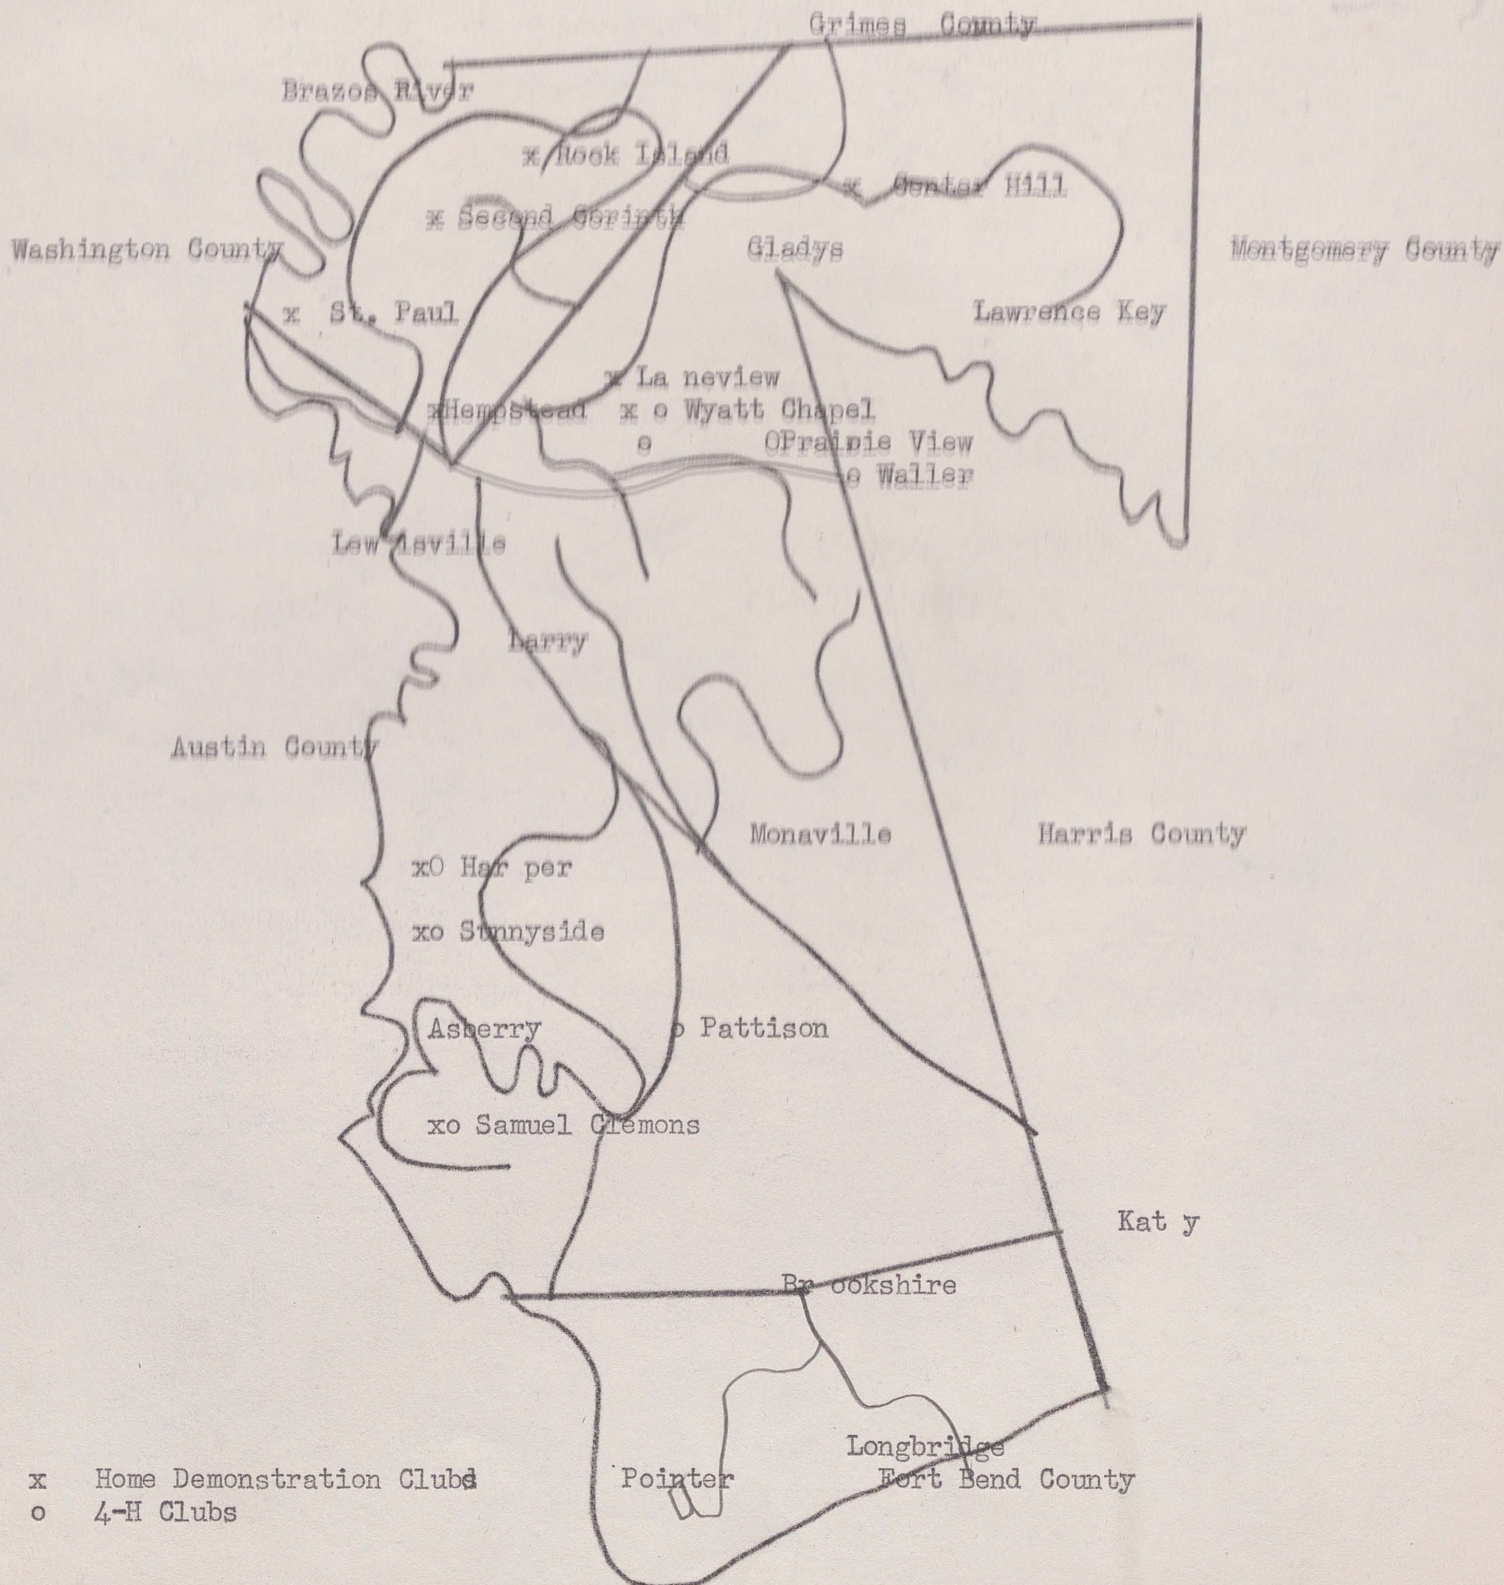 Grimes County
Brazos River
x Rock Island
x Center Hill
x Second Corinth
Washington County
Gladys
Montgomery County
x St. Paul
Lawrence Key
x La neview
xHempstead
x o Wyatt Chapel
o
OPrairie View
o Waller
Lewisville
Larry
Austin County
Monaville
Harris County
xO Har per
xo Sunnyside
Asberry
o Pattison
xo Samuel Clemons
Kat y
Br ookshire
Longbridge
x Home Demonstration Clubs
Pointer
Fort Bend County
o 4-H Clubs